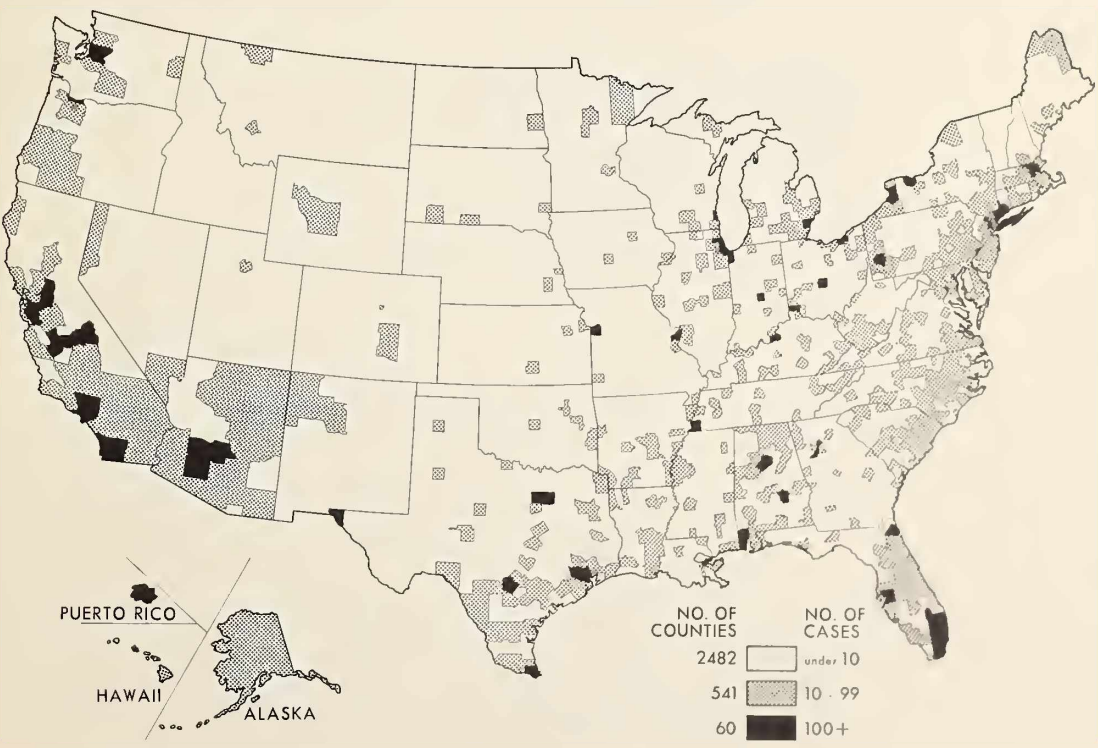 PUERTO RICO
HAWAII
ALASKA
NO. OF COUNTIES
NO. OF CASES
2482 under 10
541 10 - 99
60 100+